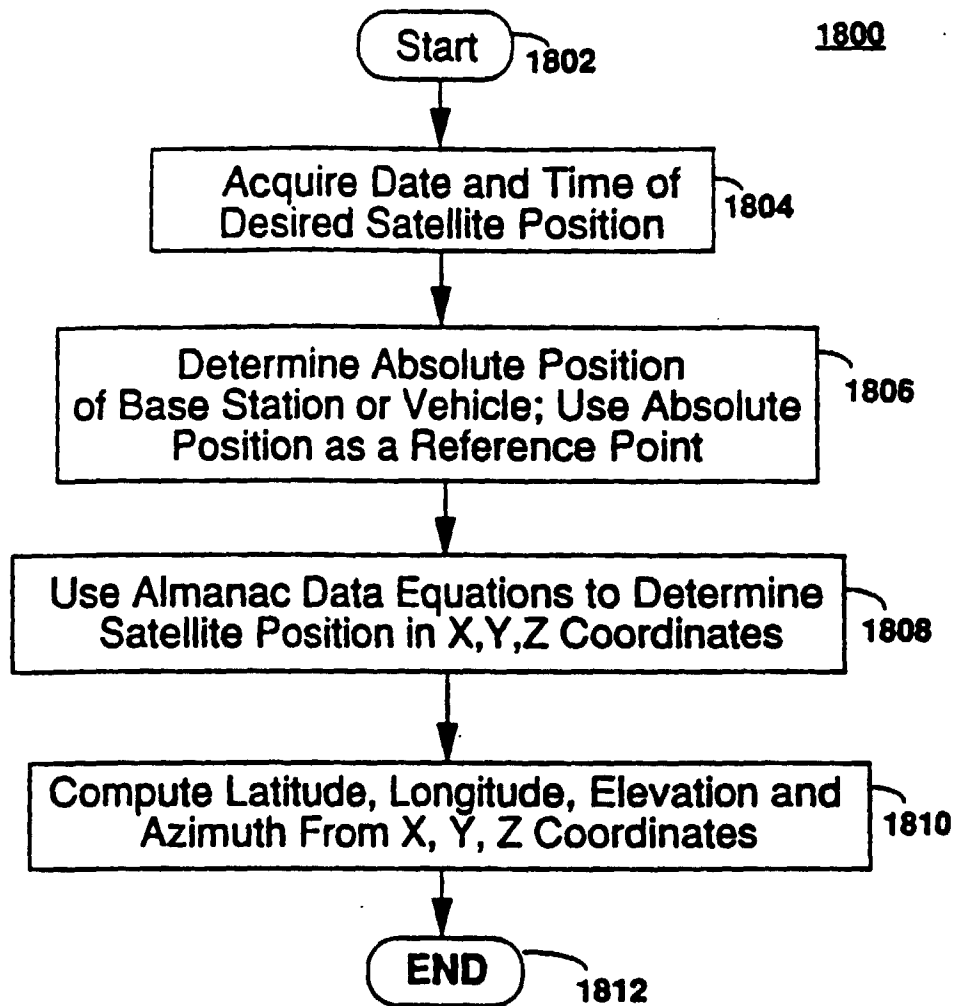 1800
Start
1802
Acquire Date and Time of
Desired Satellite Position
1804
Determine Absolute Position
of Base Station or Vehicle; Use Absolute
Position as a Reference Point
1806
Use Almanac Data Equations to Determine
Satellite Position in X,Y,Z Coordinates
1808
Compute Latitude, Longitude, Elevation and
Azimuth From X, Y, Z Coordinates
1810
END
1812